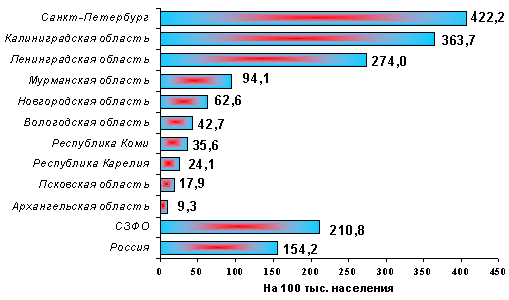 Санкт-Петербург 422,2
Калининградская область 363,7
Ленинградская область 274,0
Мурманская область 94,1
Новгородская область 62,6
Вологодская область 42,7
Республика Коми 35,6
Республика Карелия 24,1
Псковская область 17,9
Архангельская область 9,3
СЗФО 210,8
Россия 154,2
0 50 100 150 200 250 300 350 400 450
На 100 тыс. населения